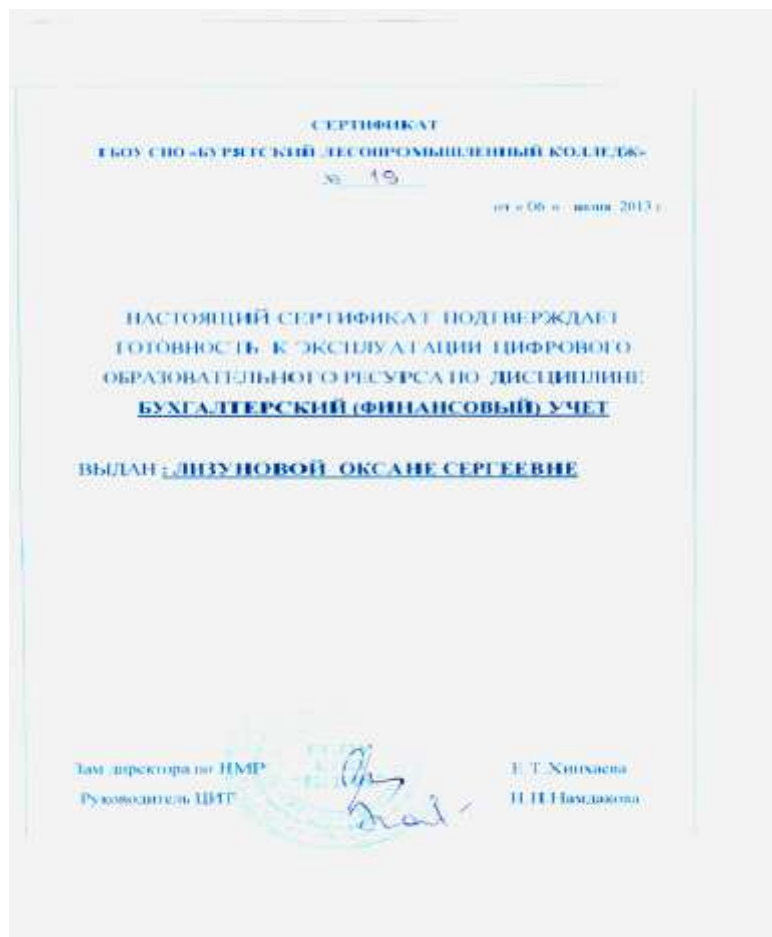 СЕРТИФИКАТ
ГБОУ СПО «БУРЯТСКИЙ ЛЕСОПРОМЫШЛЕННЫЙ КОЛЛЕДЖ»
№ 19
от « 06 » 2013 г
НАСТОЯЩИЙ СЕРТИФИКАТ ПОДТВЕРЖДАЕТ
ГОТОВНОСТЬ К ЭКСПЛУАТАЦИИ ЦИФРОВОГО
ОБРАЗОВАТЕЛЬНОГО РЕСУРСА ПО ДИСЦИПЛИНЕ
БУХГАЛТЕРСКИЙ (ФИНАНСОВЫЙ) УЧЕТ
ВЫДАН : ЛИЗУНОВОЙ ОКСАНЕ СЕРГЕЕВНЕ
Зам директора по НМР Е.Т.Хинхаева
Руководитель ЦИТ Н.Н.Намдакова